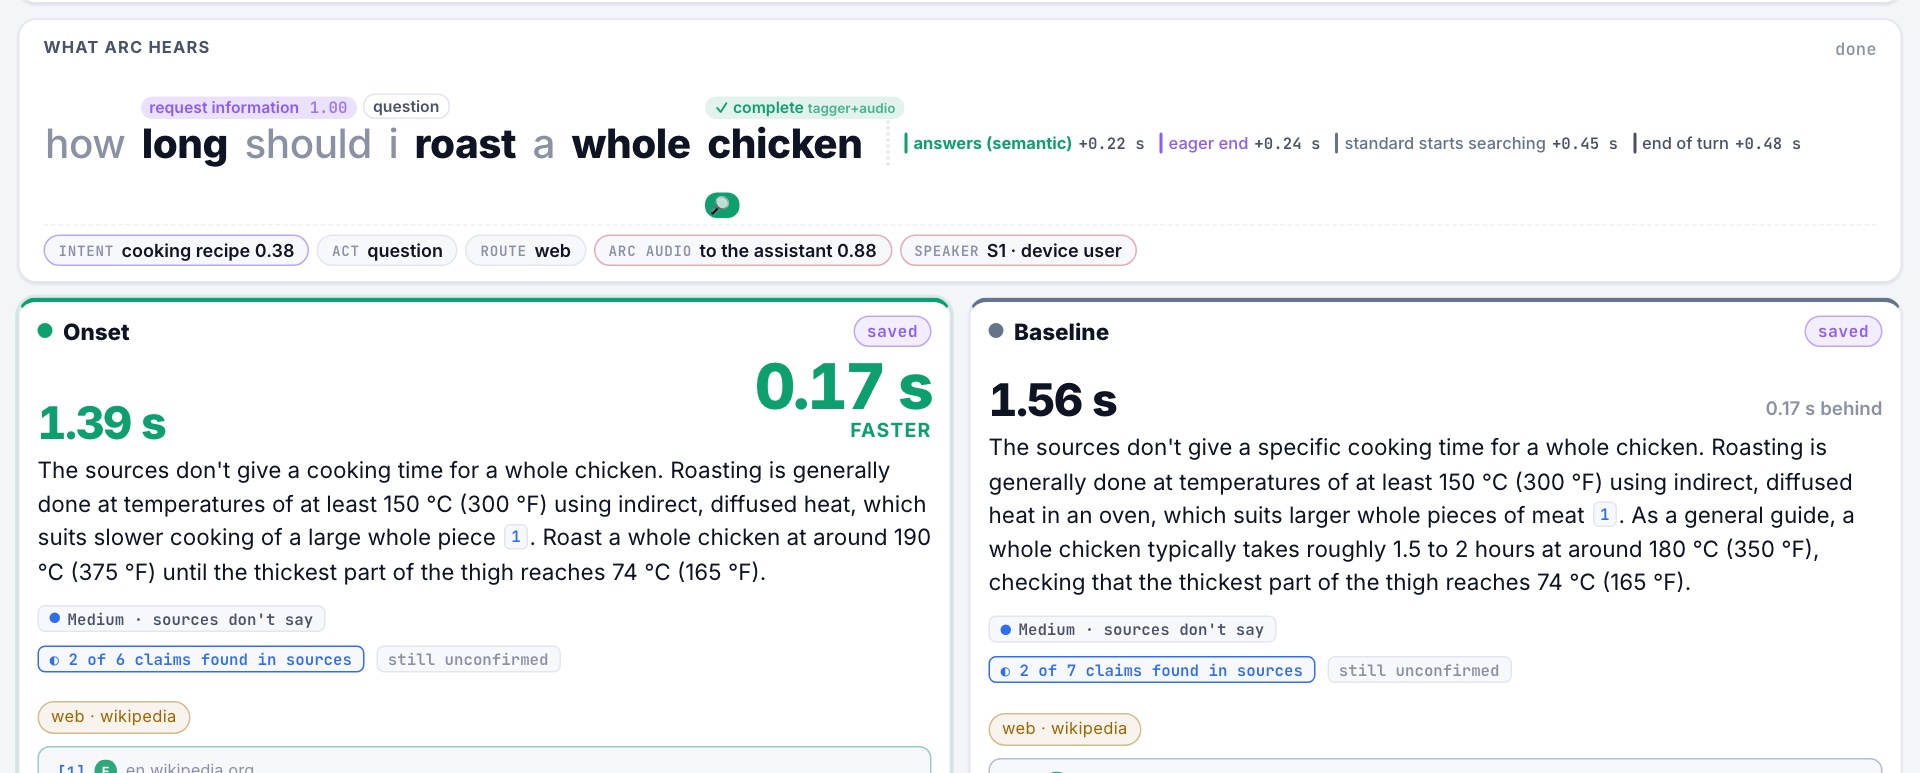 WHAT ARC HEARS
done
request information 1.00 question ✓ complete tagger+audio
how long should i roast a whole chicken answers (semantic) +0.22 s eager end +0.24 s standard starts searching +0.45 s end of turn +0.48 s
INTENT cooking recipe 0.38 ACT question ROUTE web ARC AUDIO to the assistant 0.88 SPEAKER S1 · device user
Onset saved
0.17 s
1.39 s
FASTER
The sources don't give a cooking time for a whole chicken. Roasting is generally
done at temperatures of at least 150 °C (300 °F) using indirect, diffused heat, which
suits slower cooking of a large whole piece 1 . Roast a whole chicken at around 190
°C (375 °F) until the thickest part of the thigh reaches 74 °C (165 °F).
Medium · sources don't say
2 of 6 claims found in sources still unconfirmed
web · wikipedia
[1] E en.wikipedia.org
Baseline saved
1.56 s
0.17 s behind
The sources don't give a specific cooking time for a whole chicken. Roasting is
generally done at temperatures of at least 150 °C (300 °F) using indirect, diffused
heat in an oven, which suits larger whole pieces of meat 1 . As a general guide, a
whole chicken typically takes roughly 1.5 to 2 hours at around 180 °C (350 °F),
checking that the thickest part of the thigh reaches 74 °C (165 °F).
Medium · sources don't say
2 of 7 claims found in sources still unconfirmed
web · wikipedia